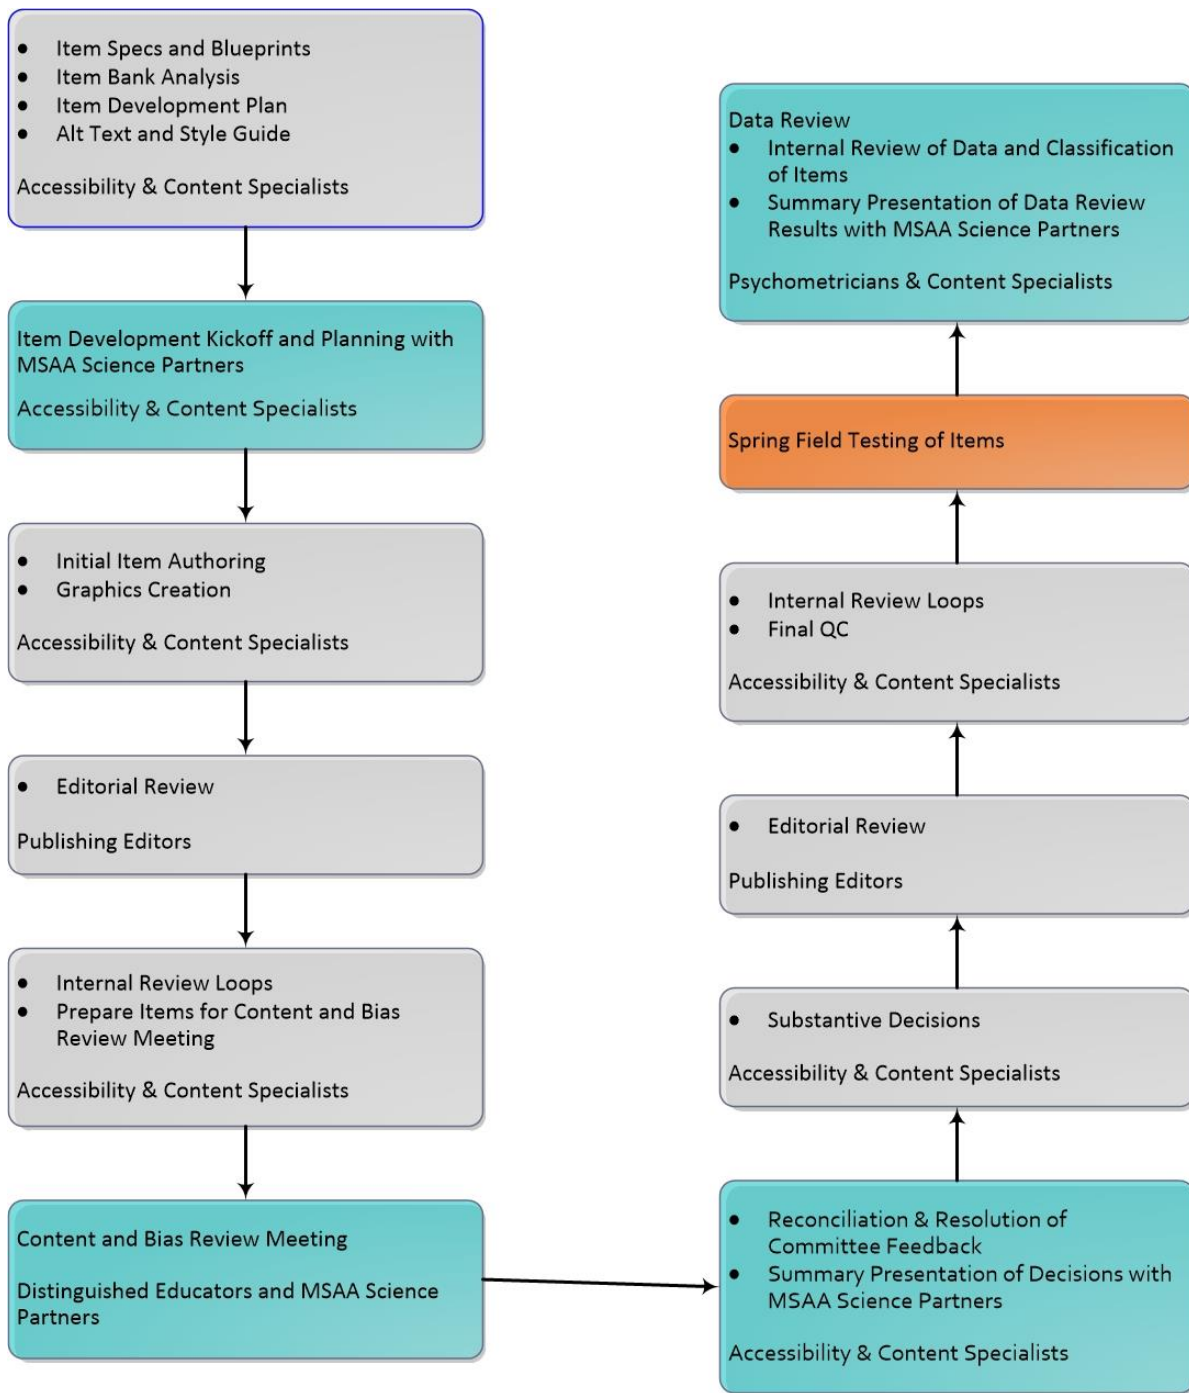 • Item Specs and Blueprints
• Item Bank Analysis
• Item Development Plan
• Alt Text and Style Guide
Accessibility & Content Specialists
Item Development Kickoff and Planning with
MSAA Science Partners
Accessibility & Content Specialists
• Initial Item Authoring
• Graphics Creation
Accessibility & Content Specialists
• Editorial Review
Publishing Editors
• Internal Review Loops
• Prepare Items for Content and Bias
Review Meeting
Accessibility & Content Specialists
Content and Bias Review Meeting
Distinguished Educators and MSAA Science
Partners
• Reconciliation & Resolution of
Committee Feedback
• Summary Presentation of Decisions with
MSAA Science Partners
Accessibility & Content Specialists
• Substantive Decisions
Accessibility & Content Specialists
• Editorial Review
Publishing Editors
• Internal Review Loops
• Final QC
Accessibility & Content Specialists
Spring Field Testing of Items
Data Review
• Internal Review of Data and Classification
of Items
• Summary Presentation of Data Review
Results with MSAA Science Partners
Psychometricians & Content Specialists